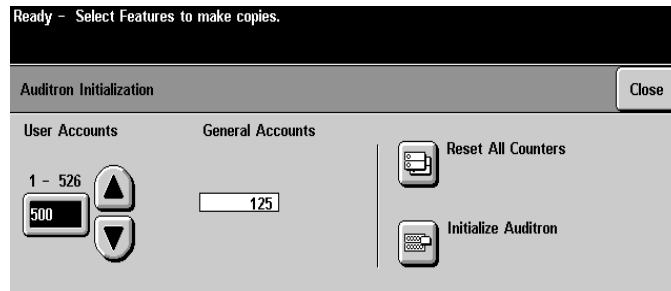 Ready - Select Features to make copies.
Auditron Initialization
Close
User Accounts
General Accounts
Reset All Counters
1 - 526
500
125
Initialize Auditron